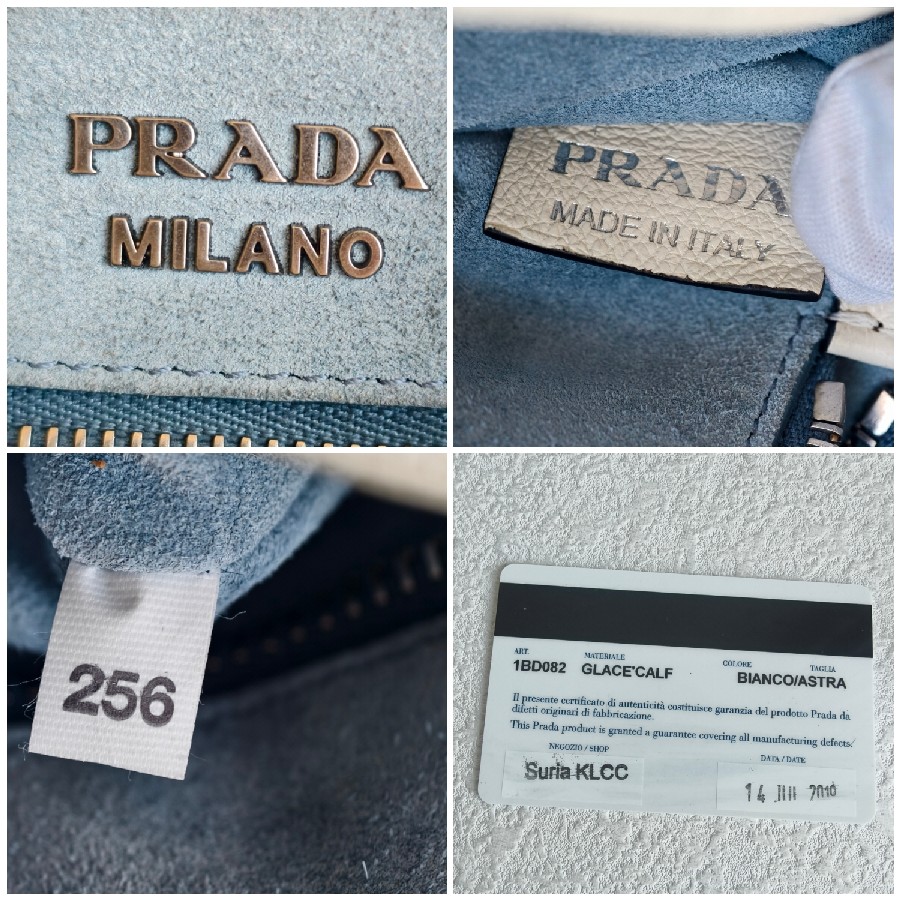 PRADA
MILANO
PRADA
MADE IN ITALY
256
ART. MATERIALE COLORE TAGLIA
1BD082 GLACE'CALF BIANCO/ASTRA
Il presente certificato di autenticità costituisce garanzia del prodotto Prada da
difetti originari di fabbricazione.
This Prada product is granted a guarantee covering all manufacturing defects.
NEGOZIO / SHOP DATA / DATE
Suria KLCC 14